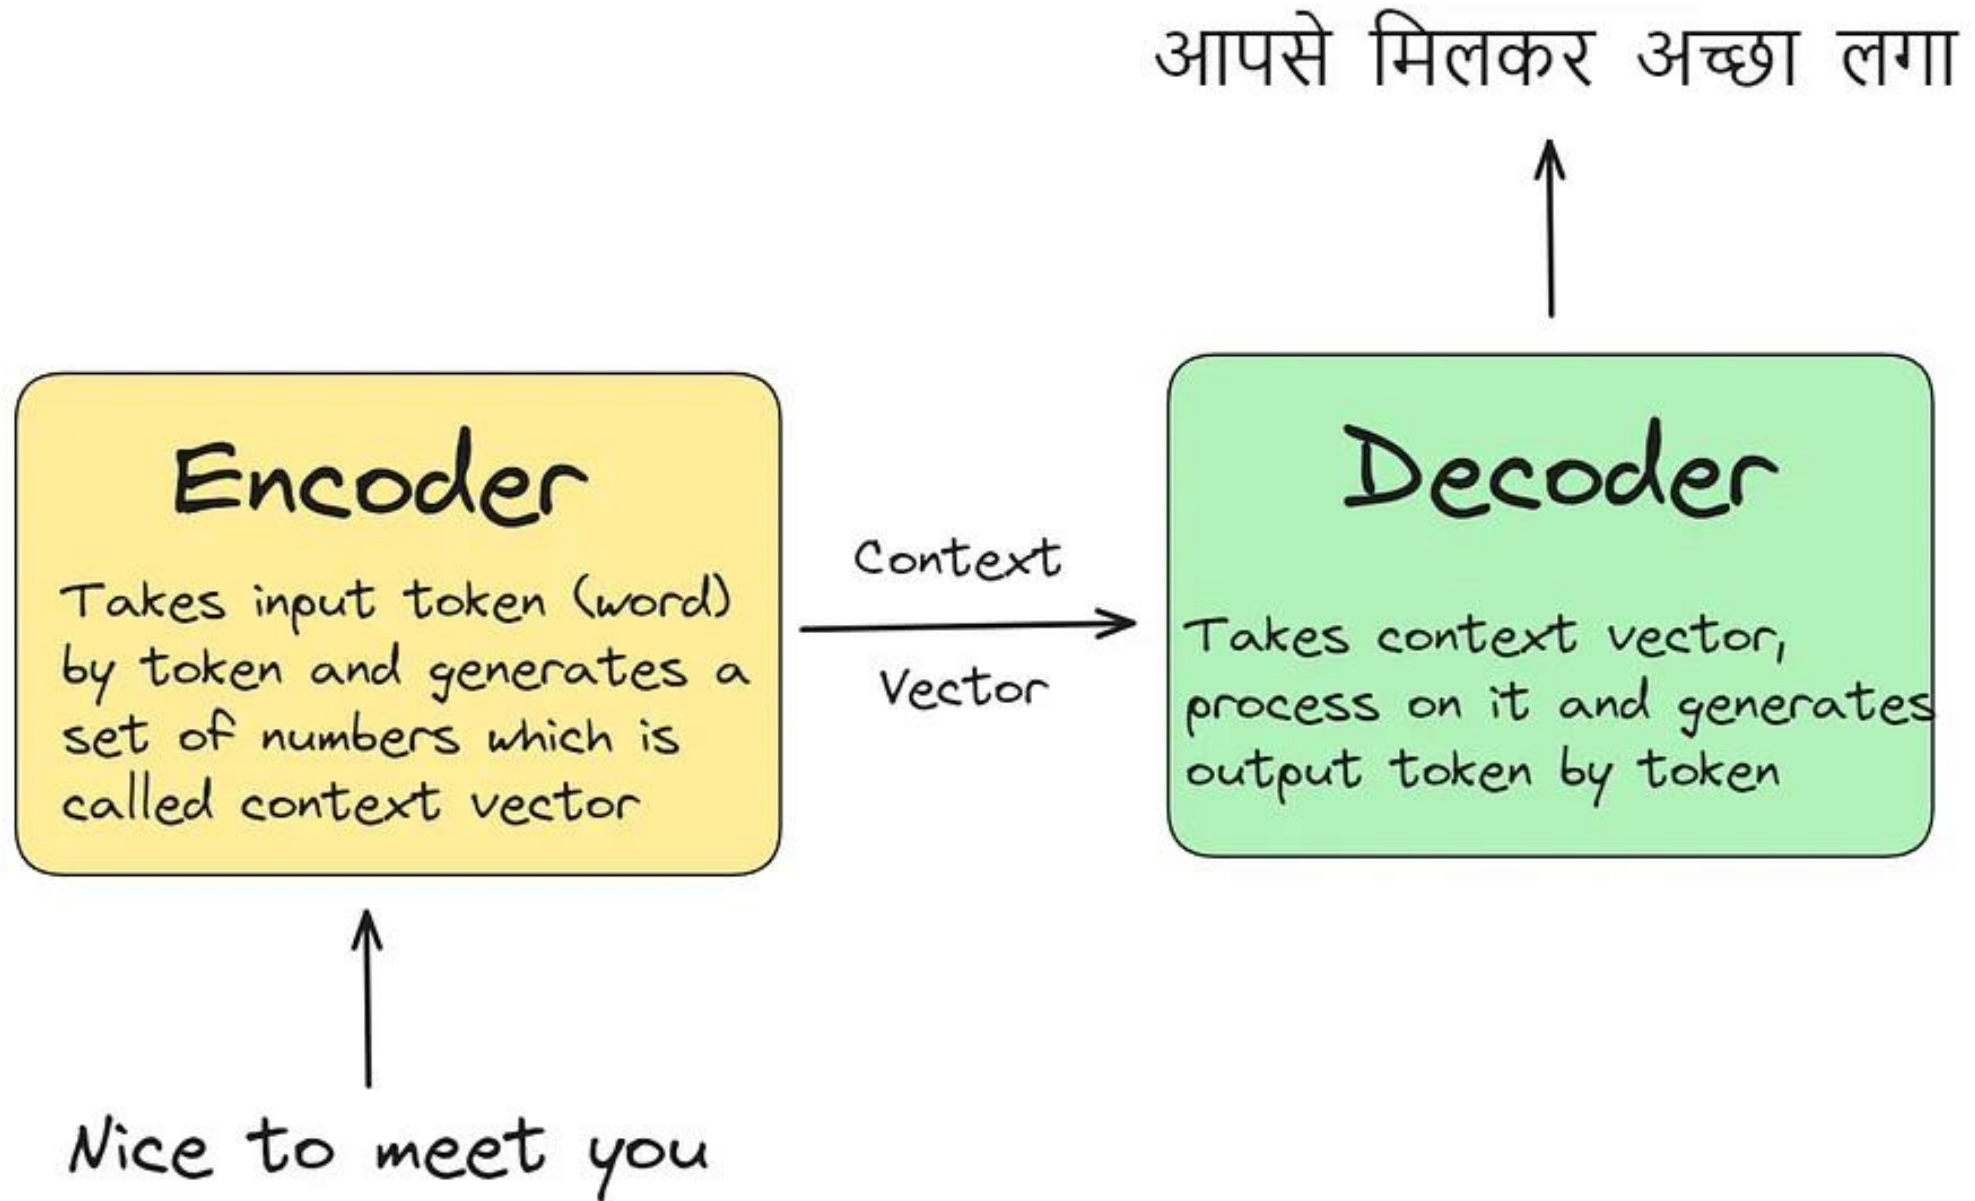 आपसे मिलकर अच्छा लगा
Encoder
Takes input token (word)
by token and generates a
set of numbers which is
called context vector
Context
Vector
Decoder
Takes context vector,
process on it and generates
output token by token
Nice to meet you